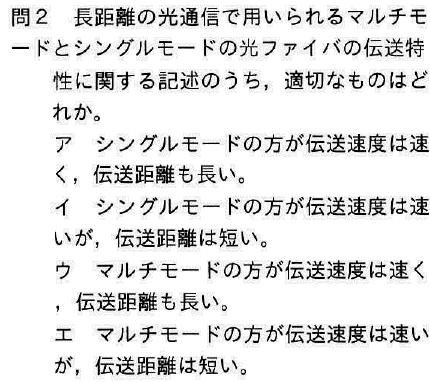 問２　長距離の光通信で用いられるマルチモ
ードとシングルモードの光ファイバの伝送特
性に関する記述のうち，適切なものはど
れか。
ア　シングルモードの方が伝送速度は速
く，伝送距離も長い。
イ　シングルモードの方が伝送速度は速
いが，伝送距離は短い。
ウ　マルチモードの方が伝送速度は速く
，伝送距離も長い。
エ　マルチモードの方が伝送速度は速い
が，伝送距離は短い。